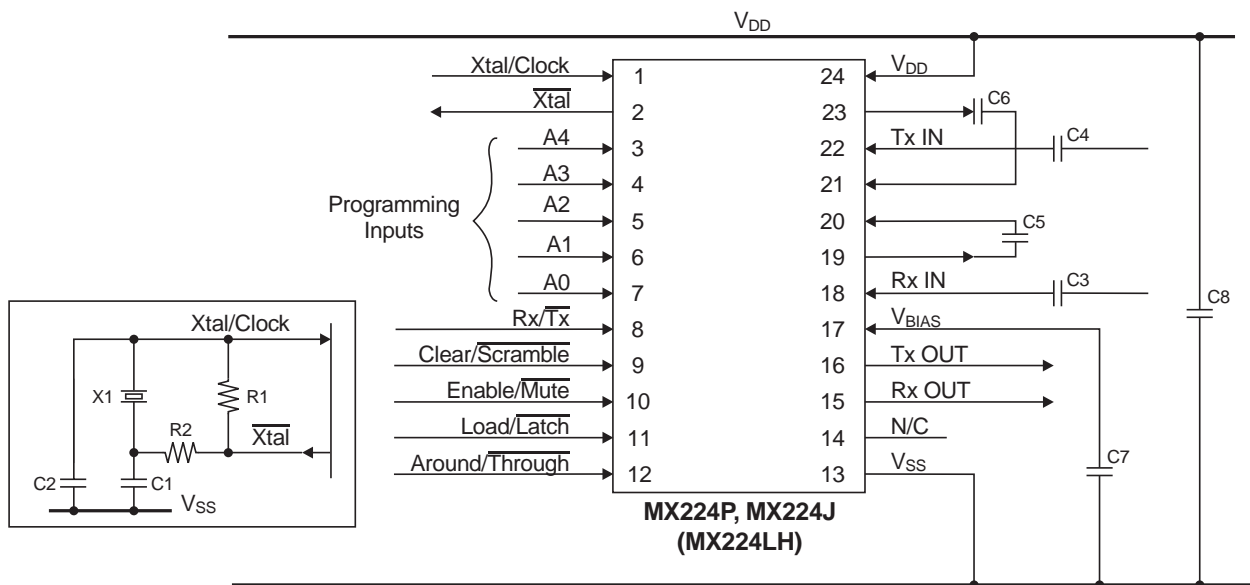 VDD
Xtal/Clock 1 24 VDD
Xtal 2 23 C6
A4 3 22 Tx IN C4
A3 4 21
Programming Inputs
A2 5 20
A1 6 19 C5
A0 7 18 Rx IN C3
Rx/Tx 8 17 VBIAS
C8
Clear/Scramble 9 16 Tx OUT
Enable/Mute 10 15 Rx OUT
Load/Latch 11 14 N/C
Around/Through 12 13 VSS
C7
MX224P, MX224J
(MX224LH)
Xtal/Clock
X1 R1
R2 Xtal
C2 C1
VSS